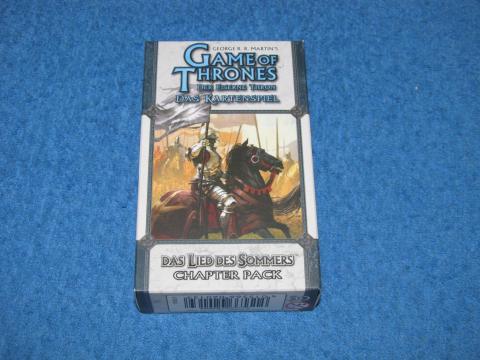 GEORGE R. R. MARTIN'S
GAME OF
THRONES
DER EISERNE THRON
DAS KARTENSPIEL
DAS LIED DES SOMMERS
CHAPTER PACK